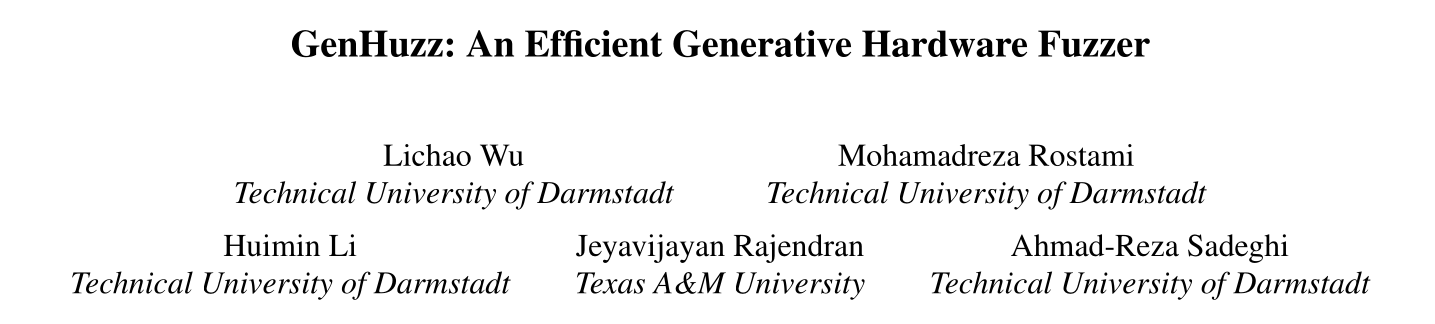 GenHuzz: An Efficient Generative Hardware Fuzzer
Lichao Wu Mohamadreza Rostami
Technical University of Darmstadt Technical University of Darmstadt
Huimin Li Jeyavijayan Rajendran Ahmad-Reza Sadeghi
Technical University of Darmstadt Texas A&M University Technical University of Darmstadt